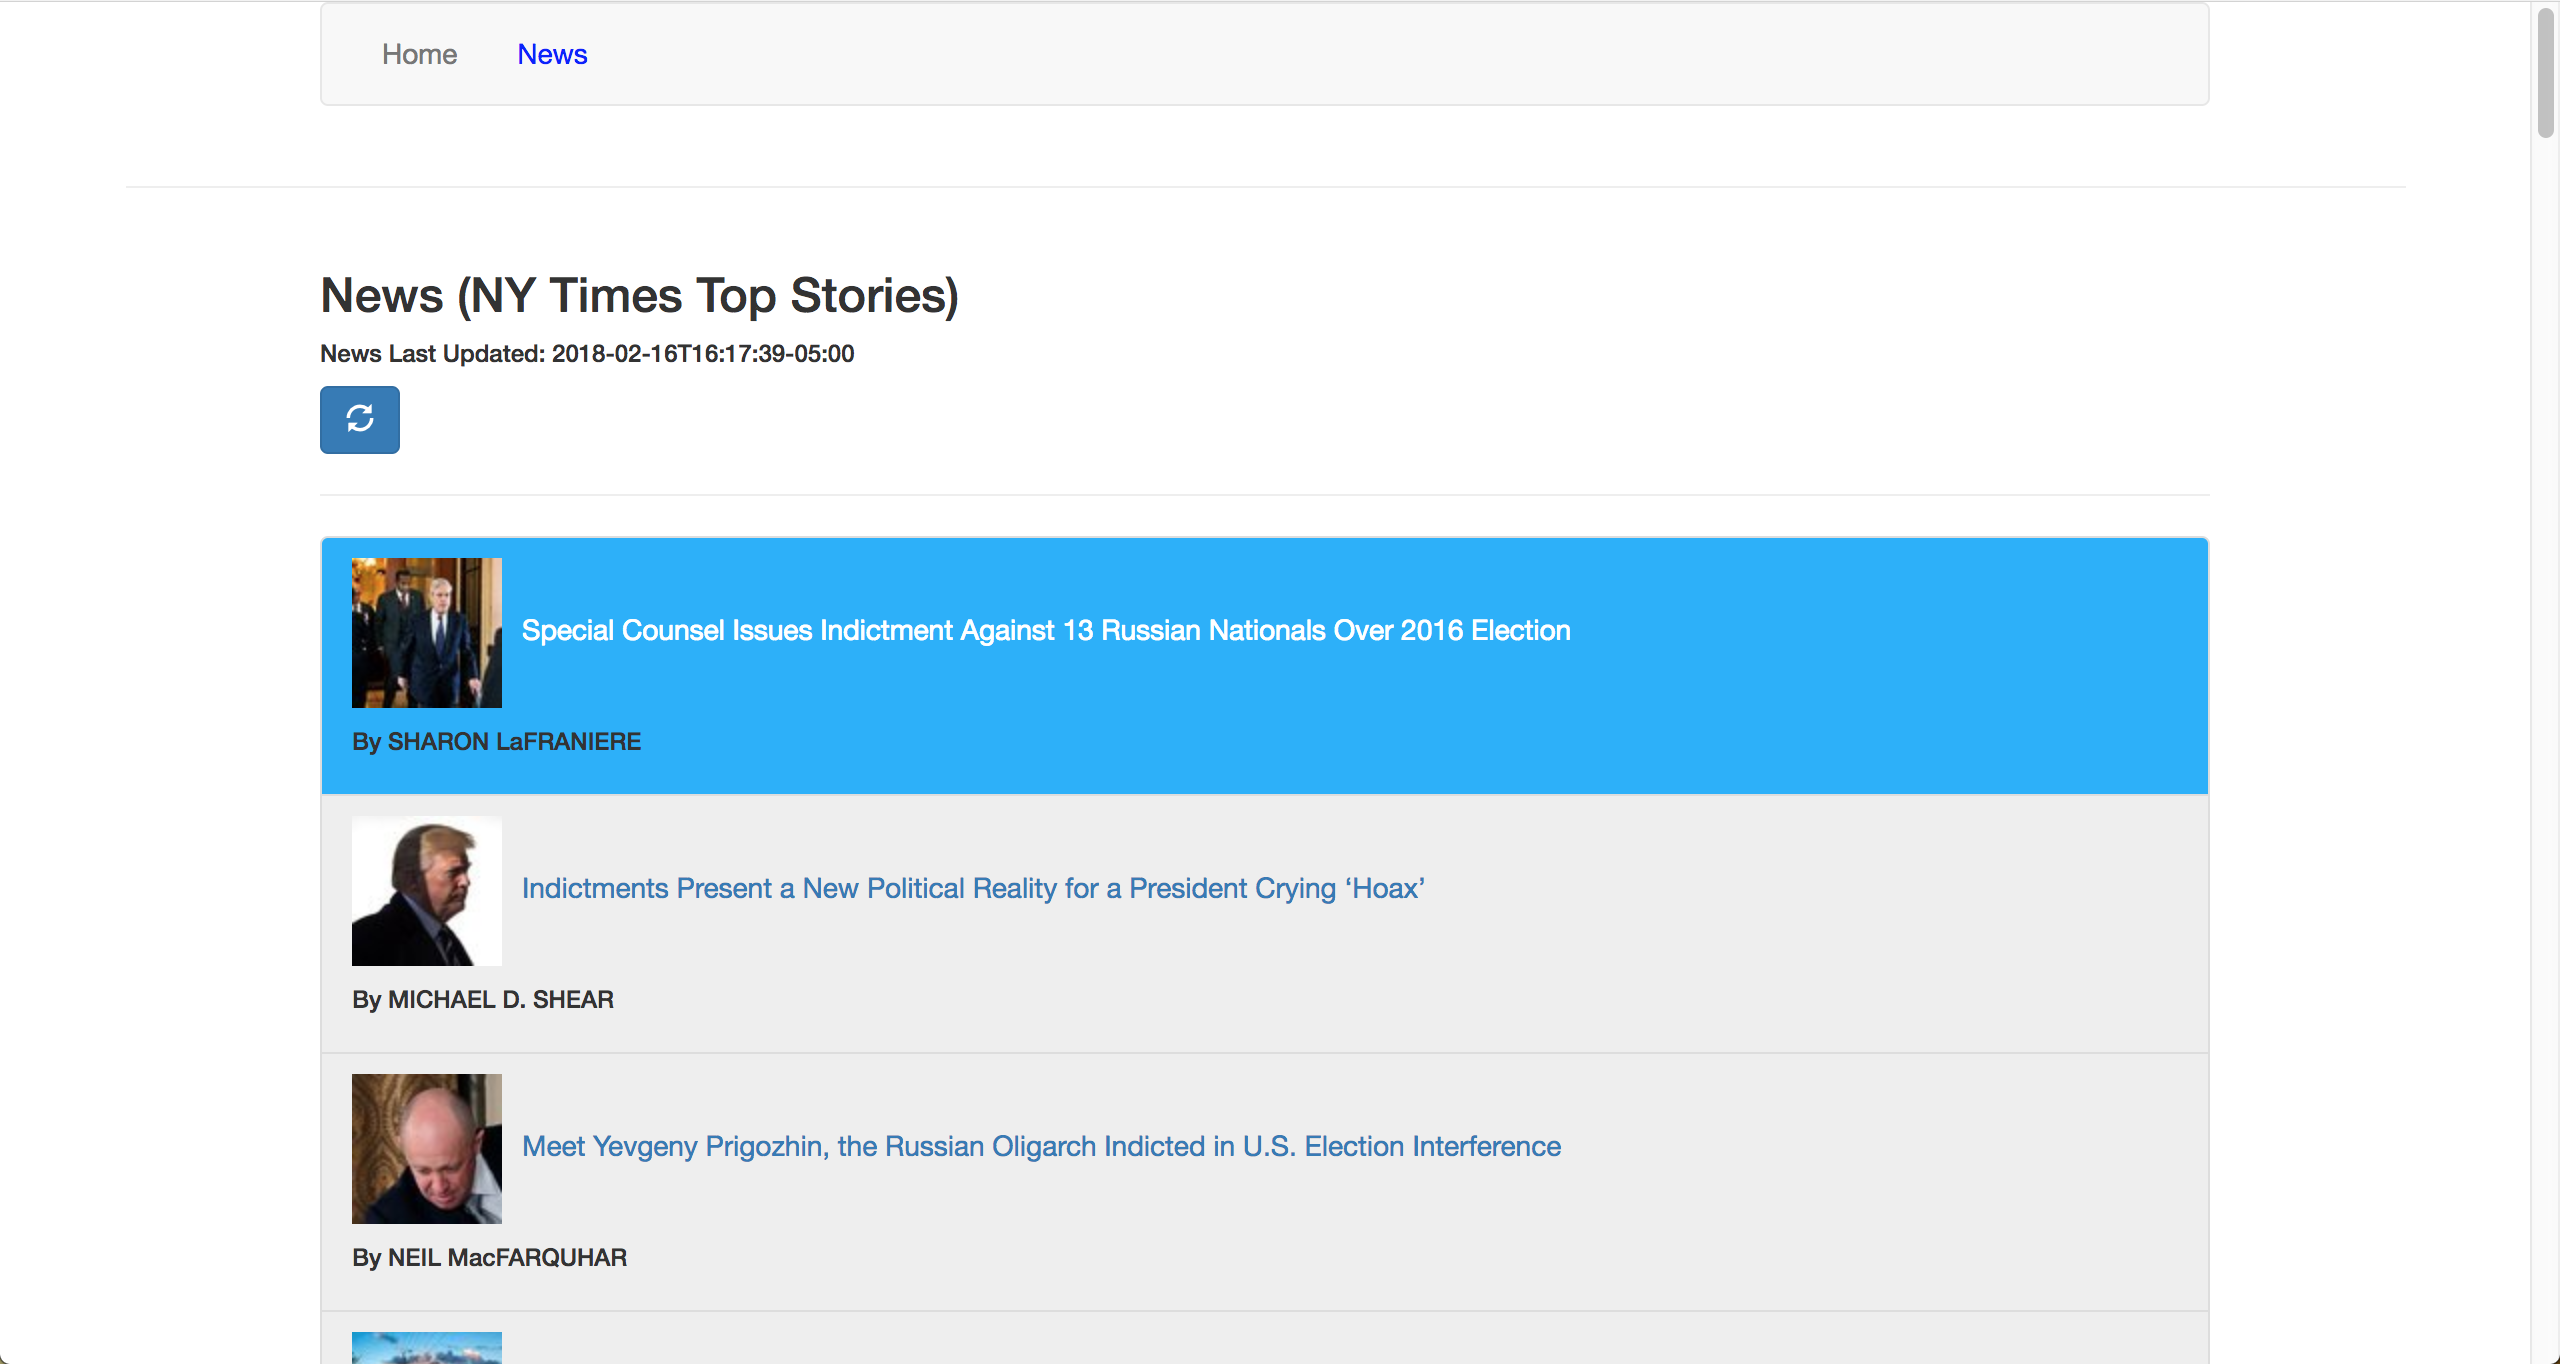 Home News
News (NY Times Top Stories)
News Last Updated: 2018-02-16T16:17:39-05:00
Special Counsel Issues Indictment Against 13 Russian Nationals Over 2016 Election
By SHARON LaFRANIERE
Indictments Present a New Political Reality for a President Crying ‘Hoax’
By MICHAEL D. SHEAR
Meet Yevgeny Prigozhin, the Russian Oligarch Indicted in U.S. Election Interference
By NEIL MacFARQUHAR